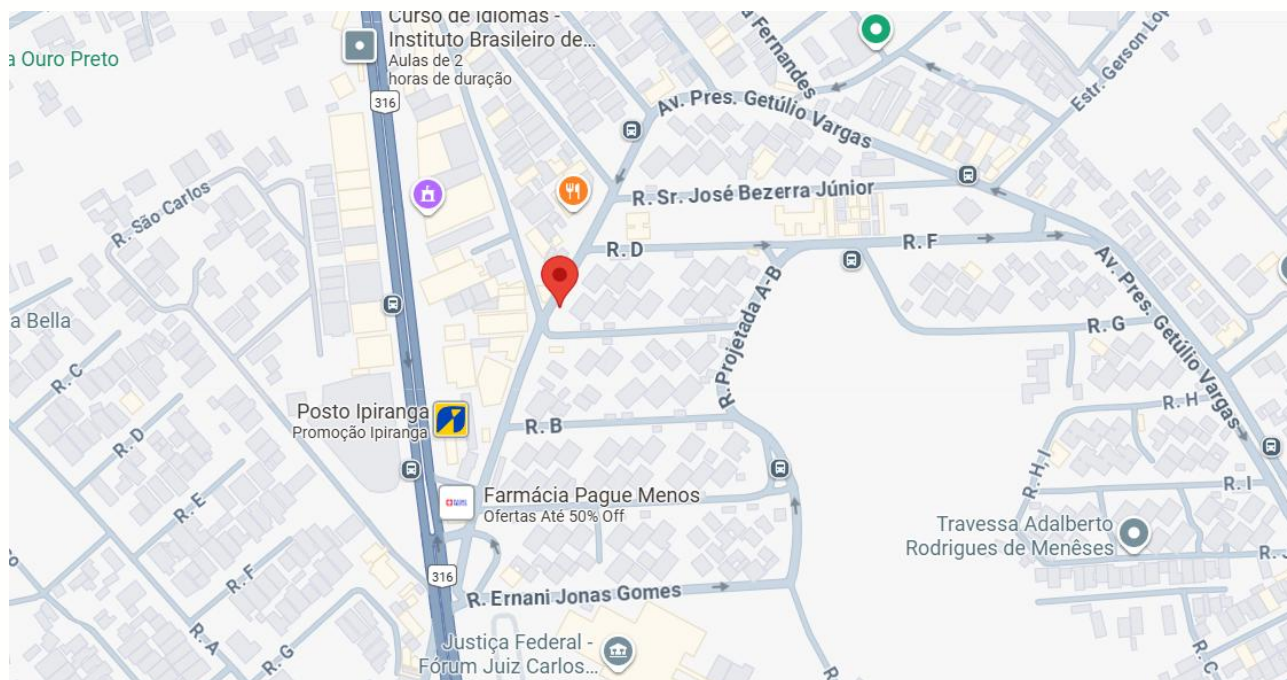 Curso de Idiomas -
Instituto Brasileiro de...
Aulas de 2
horas de duração
a Ouro Preto
316
Fernandes
Av. Pres. Getúlio Vargas
Estr. Gerson Lop
R. São Carlos
R. Sr. José Bezerra Júnior
R. D
R. F
R. Projetada A-B
Av. Pres. Getúlio Vargas
a Bella
R. G
R. C
R. D
Posto Ipiranga
Promoção Ipiranga
R. B
R. H
R. H, I
R. I
R. E
Farmácia Pague Menos
Ofertas Até 50% Off
Travessa Adalberto
Rodrigues de Menêses
R. J
R. F
316
R. Ernani Jonas Gomes
R. A
R. G
Justiça Federal -
Fórum Juiz Carlos...
R.
R. C